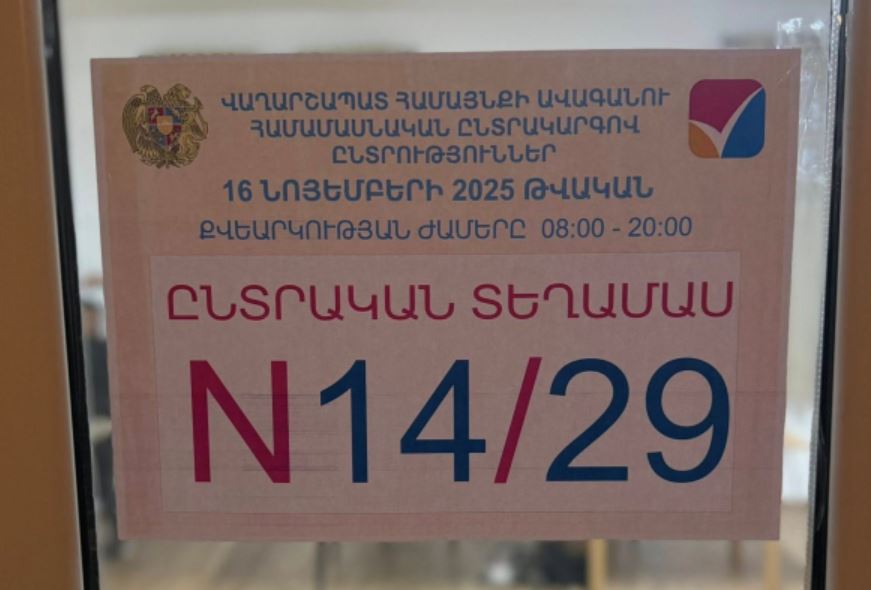 ՎԱՂԱՐՇԱՊԱՏ ՀԱՄԱՅՆՔԻ ԱՎԱԳԱՆՈՒ
ՀԱՄԱՄԱՍՆԱԿԱՆ ԸՆՏՐԱԿԱՐԳՈՎ
ԸՆՏՐՈՒԹՅՈՒՆՆԵՐ
16 ՆՈՅԵՄԲԵՐԻ 2025 ԹՎԱԿԱՆ
ՔՎԵԱՐԿՈՒԹՅԱՆ ԺԱՄԵՐԸ 08:00 - 20:00
ԸՆՏՐԱԿԱՆ ՏԵՂԱՄԱՍ
N14/29